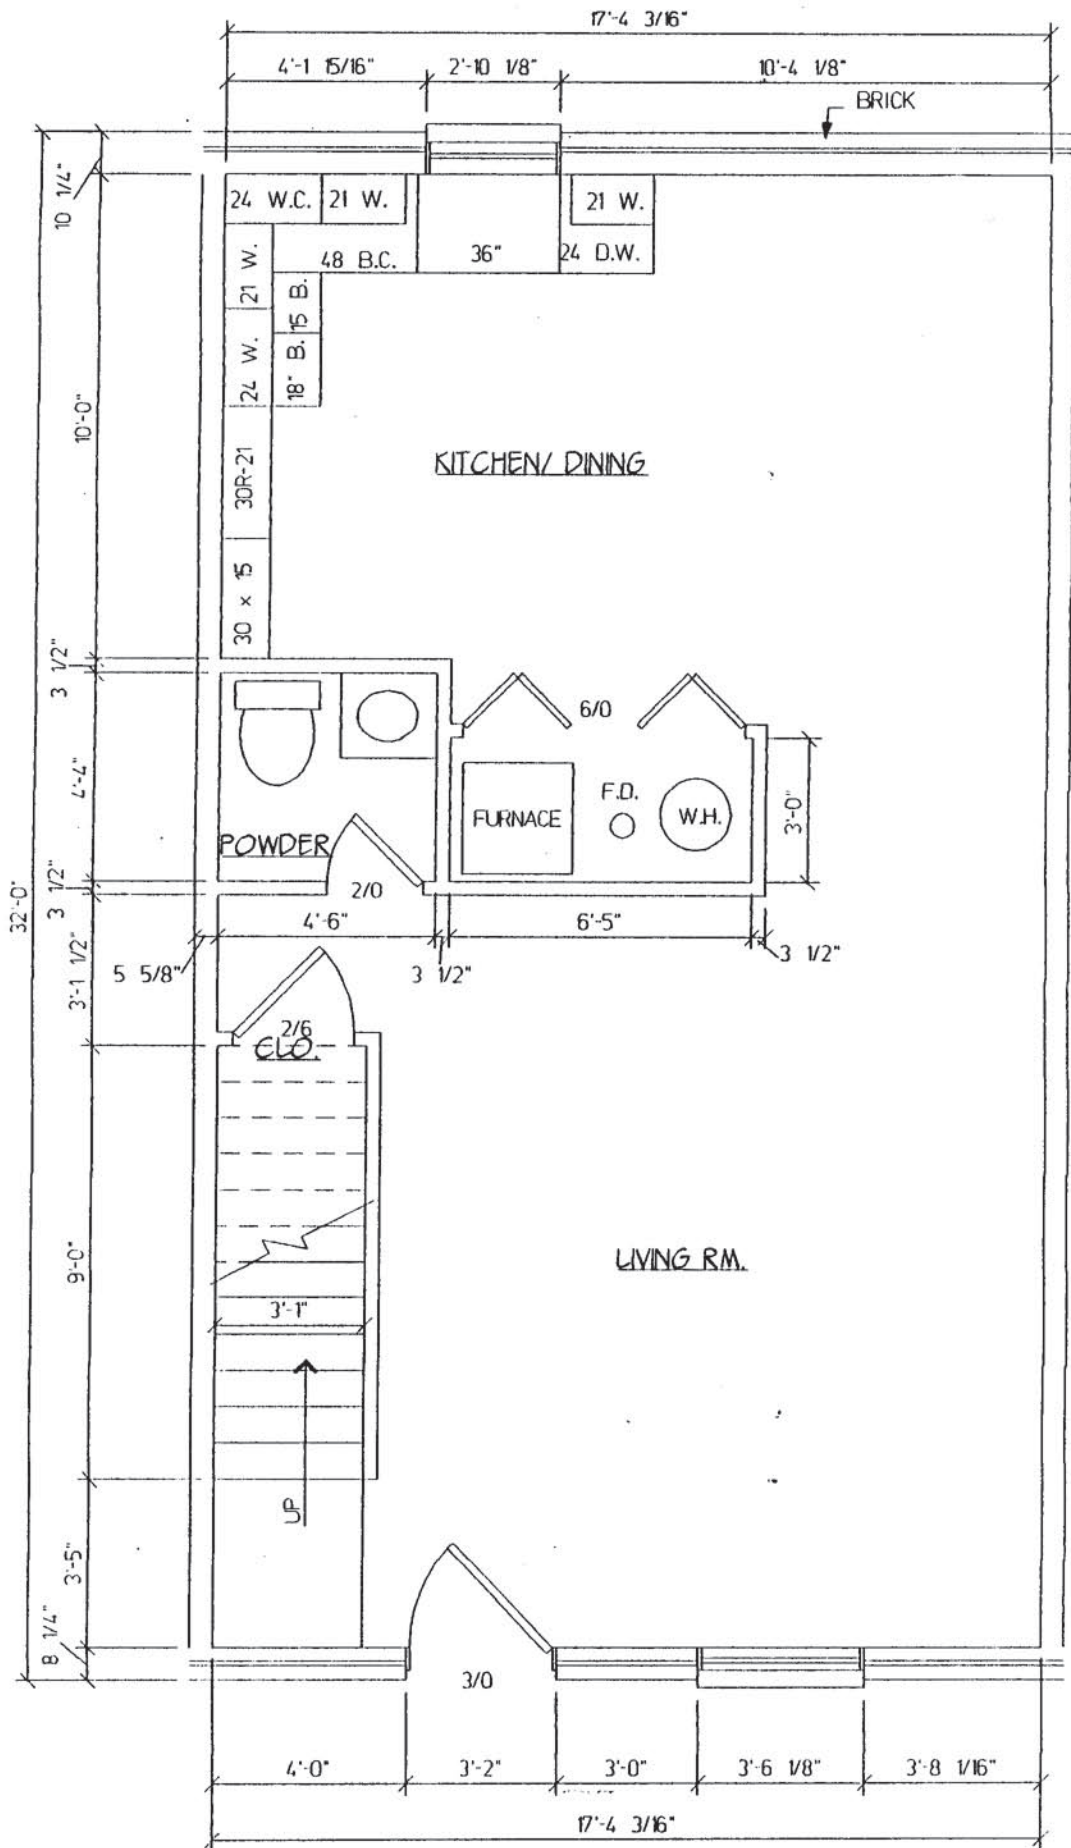 17'-4 3/16"
4'-1 15/16"
2'-10 1/8"
10'-4 1/8"
BRICK
10 1/4"
24 W.C.
21 W.
21 W.
48 B.C.
36"
24 D.W.
21 W.
15 B.
24 W.
18" B.
10'-0"
30R-21
KITCHEN/ DINING
30 x 15
3 1/2"
6/0
4'-4"
F.D.
FURNACE
W.H.
3'-0"
POWDER
2/0
3 1/2"
32'-0"
4'-6"
6'-5"
5 5/8"
3 1/2"
3 1/2"
3'-1 1/2"
2/6
CLO.
9'-0"
LIVING RM.
3'-1"
UP
3'-5"
8 1/4"
3/0
4'-0"
3'-2"
3'-0"
3'-6 1/8"
3'-8 1/16"
17'-4 3/16"